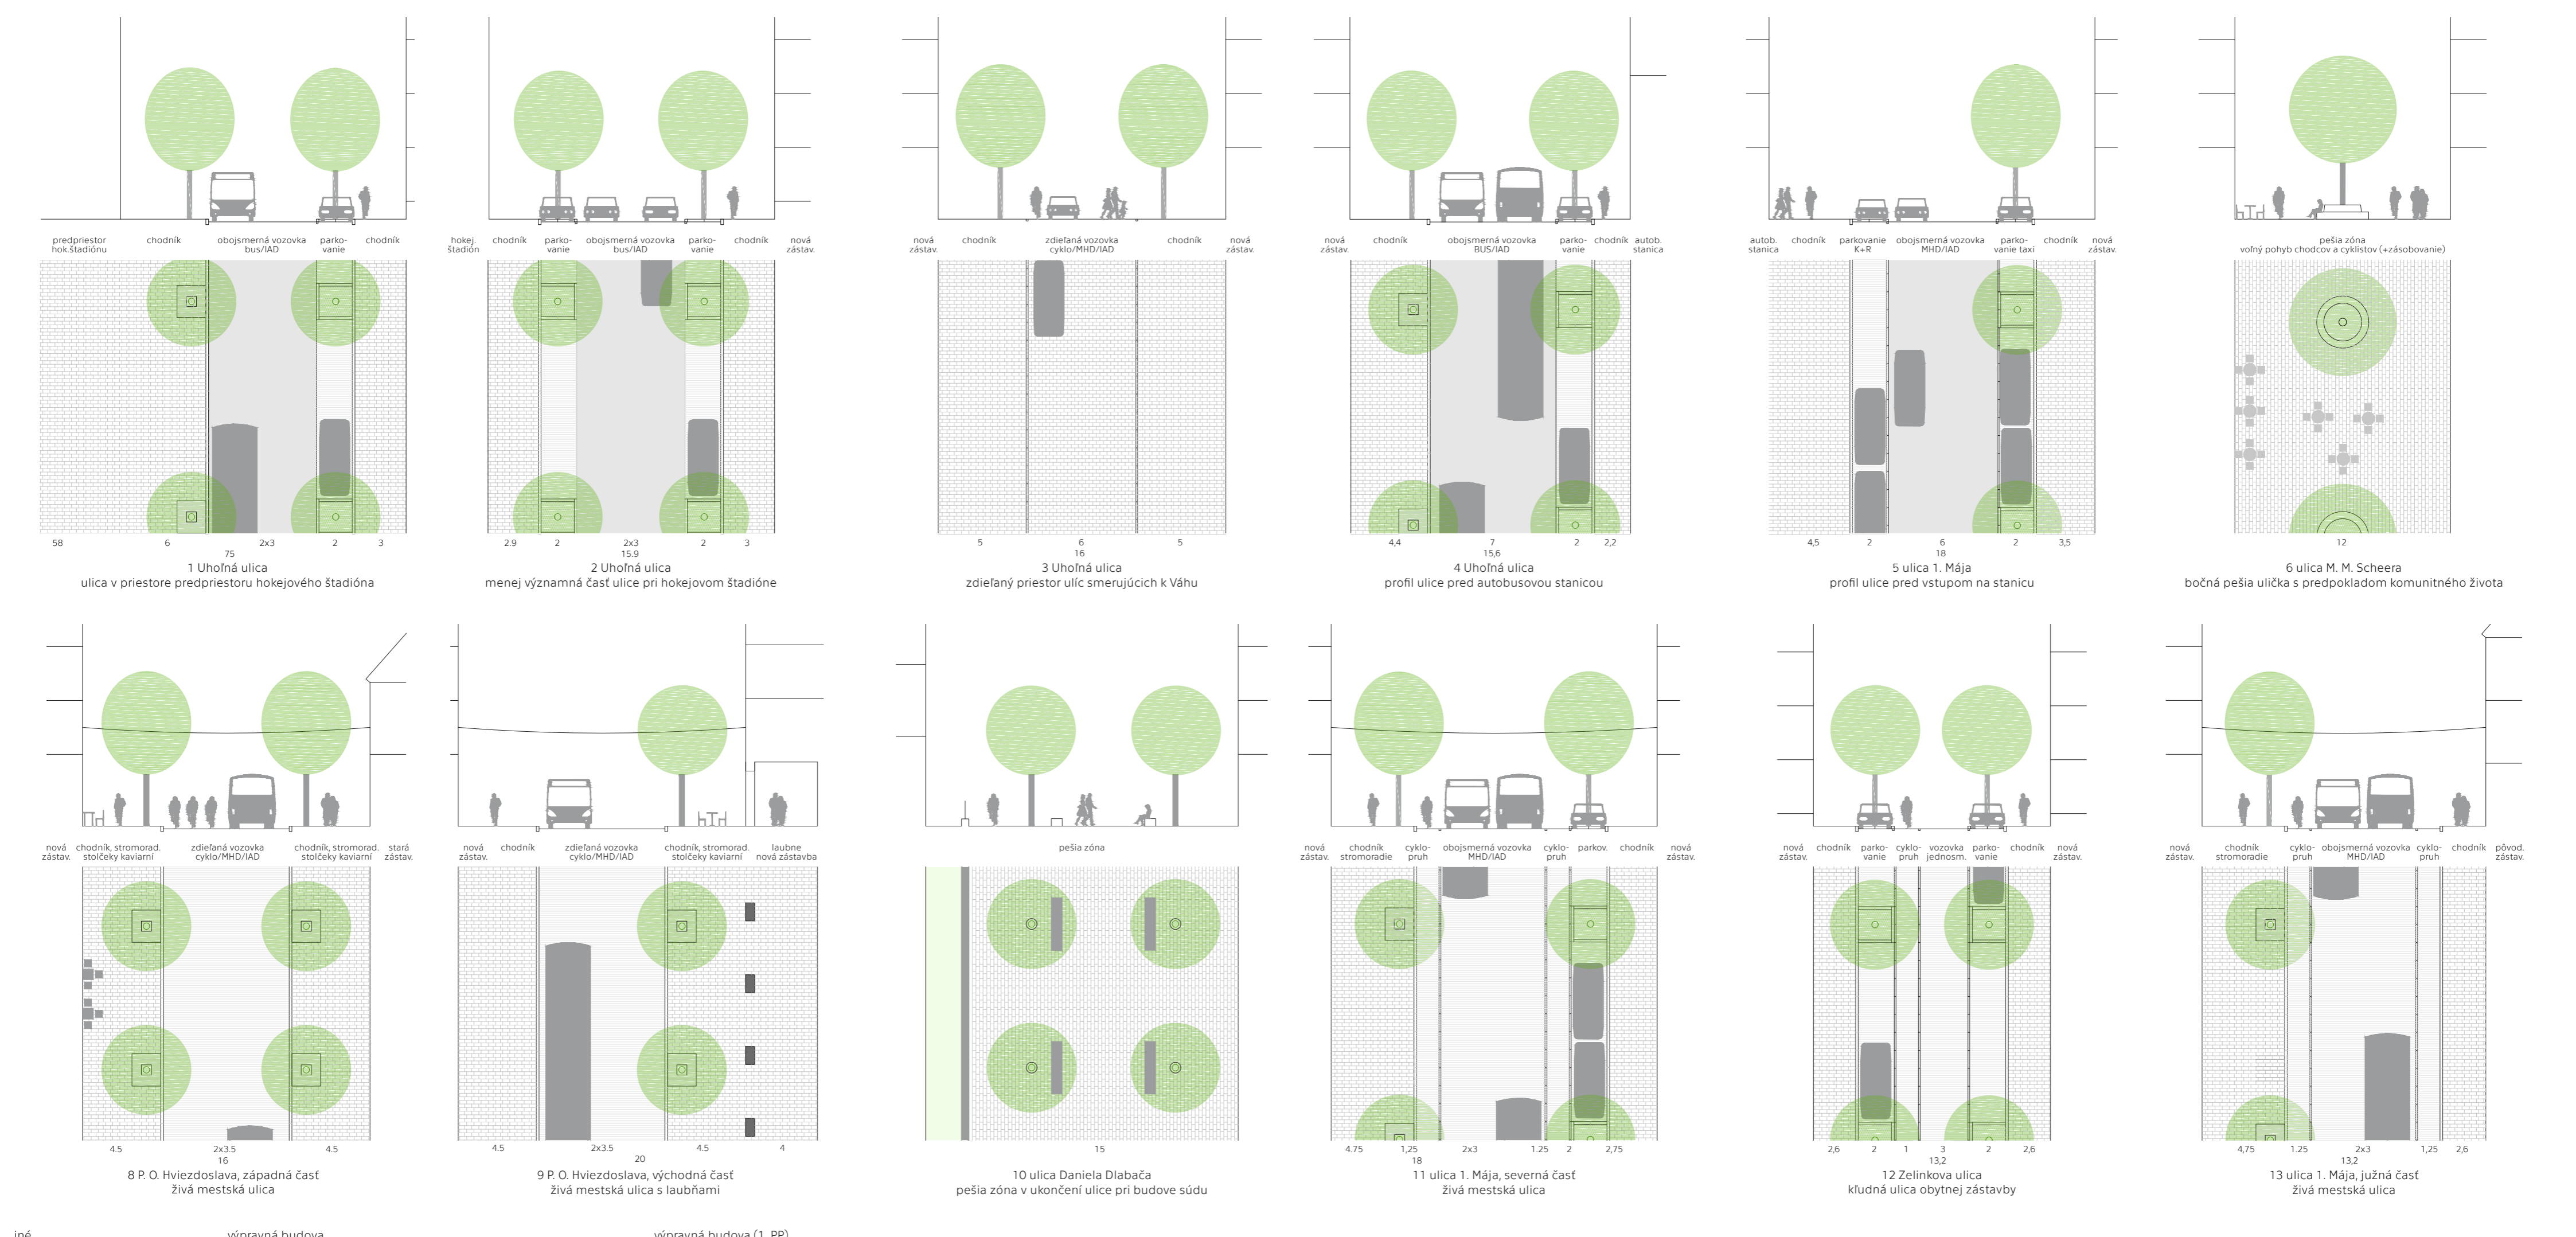 predpriestor hok.štadiónu
chodník
obojsmerná vozovka bus/IAD
parko-vanie
chodník
hokej. štadión
chodník
parko-vanie
obojsmerná vozovka bus/IAD
parko-vanie
chodník
nová zástav.
nová zástav.
chodník
zdieľaná vozovka cyklo/MHD/IAD
chodník
nová zástav.
nová zástav.
chodník
obojsmerná vozovka BUS/IAD
parko-vanie
chodník
autob. stanica
autob. stanica
chodník
parkovanie K+R
obojsmerná vozovka MHD/IAD
parko-vanie taxi
chodník
nová zástav.
pešia zóna
voľný pohyb chodcov a cyklistov (+zásobovanie)
58 6 2x3 2 3
75
1 Uhoľná ulica
ulica v priestore predpriestoru hokejového štadióna
2.9 2 2x3 2 3
15.9
2 Uhoľná ulica
menej významná časť ulice pri hokejovom štadióne
5 6 5
16
3 Uhoľná ulica
zdieľaný priestor ulíc smerujúcich k Váhu
4,4 7 2 2,2
15,6
4 Uhoľná ulica
profil ulice pred autobusovou stanicou
4,5 2 6 2 3,5
18
5 ulica 1. Mája
profil ulice pred vstupom na stanicu
12
6 ulica M. M. Scheera
bočná pešia ulička s predpokladom komunitného života
nová zástav.
chodník, stromorad. stolčeky kaviarní
zdieľaná vozovka cyklo/MHD/IAD
chodník, stromorad. stolčeky kaviarní
stará zástav.
nová zástav.
chodník
zdieľaná vozovka cyklo/MHD/IAD
chodník, stromorad. stolčeky kaviarní
laubne nová zástavba
pešia zóna
nová zástav.
chodník stromoradie
cyklo-pruh
obojsmerná vozovka MHD/IAD
cyklo-pruh
parkov.
chodník
nová zástav.
nová zástav.
chodník
parko-vanie
cyklo-pruh
vozovka jednosm.
parko-vanie
chodník
nová zástav.
nová zástav.
chodník stromoradie
cyklo-pruh
obojsmerná vozovka MHD/IAD
cyklo-pruh
chodník
pôvod. zástav.
4.5 2x3.5 4.5
16
8 P. O. Hviezdoslava, západná časť
živá mestská ulica
4.5 2x3.5 4.5 4
20
9 P. O. Hviezdoslava, východná časť
živá mestská ulica s laubňami
15
10 ulica Daniela Dlabača
pešia zóna v ukončení ulice pri budove súdu
4.75 1,25 2x3 1.25 2 2,75
18
11 ulica 1. Mája, severná časť
živá mestská ulica
2,6 2 1 3 2 2,6
13,2
12 Zelinkova ulica
kľudná ulica obytnej zástavby
4,75 1.25 2x3 1,25 2,6
13,2
13 ulica 1. Mája, južná časť
živá mestská ulica
iné
výpravná budova
výpravná budova (1. PP)